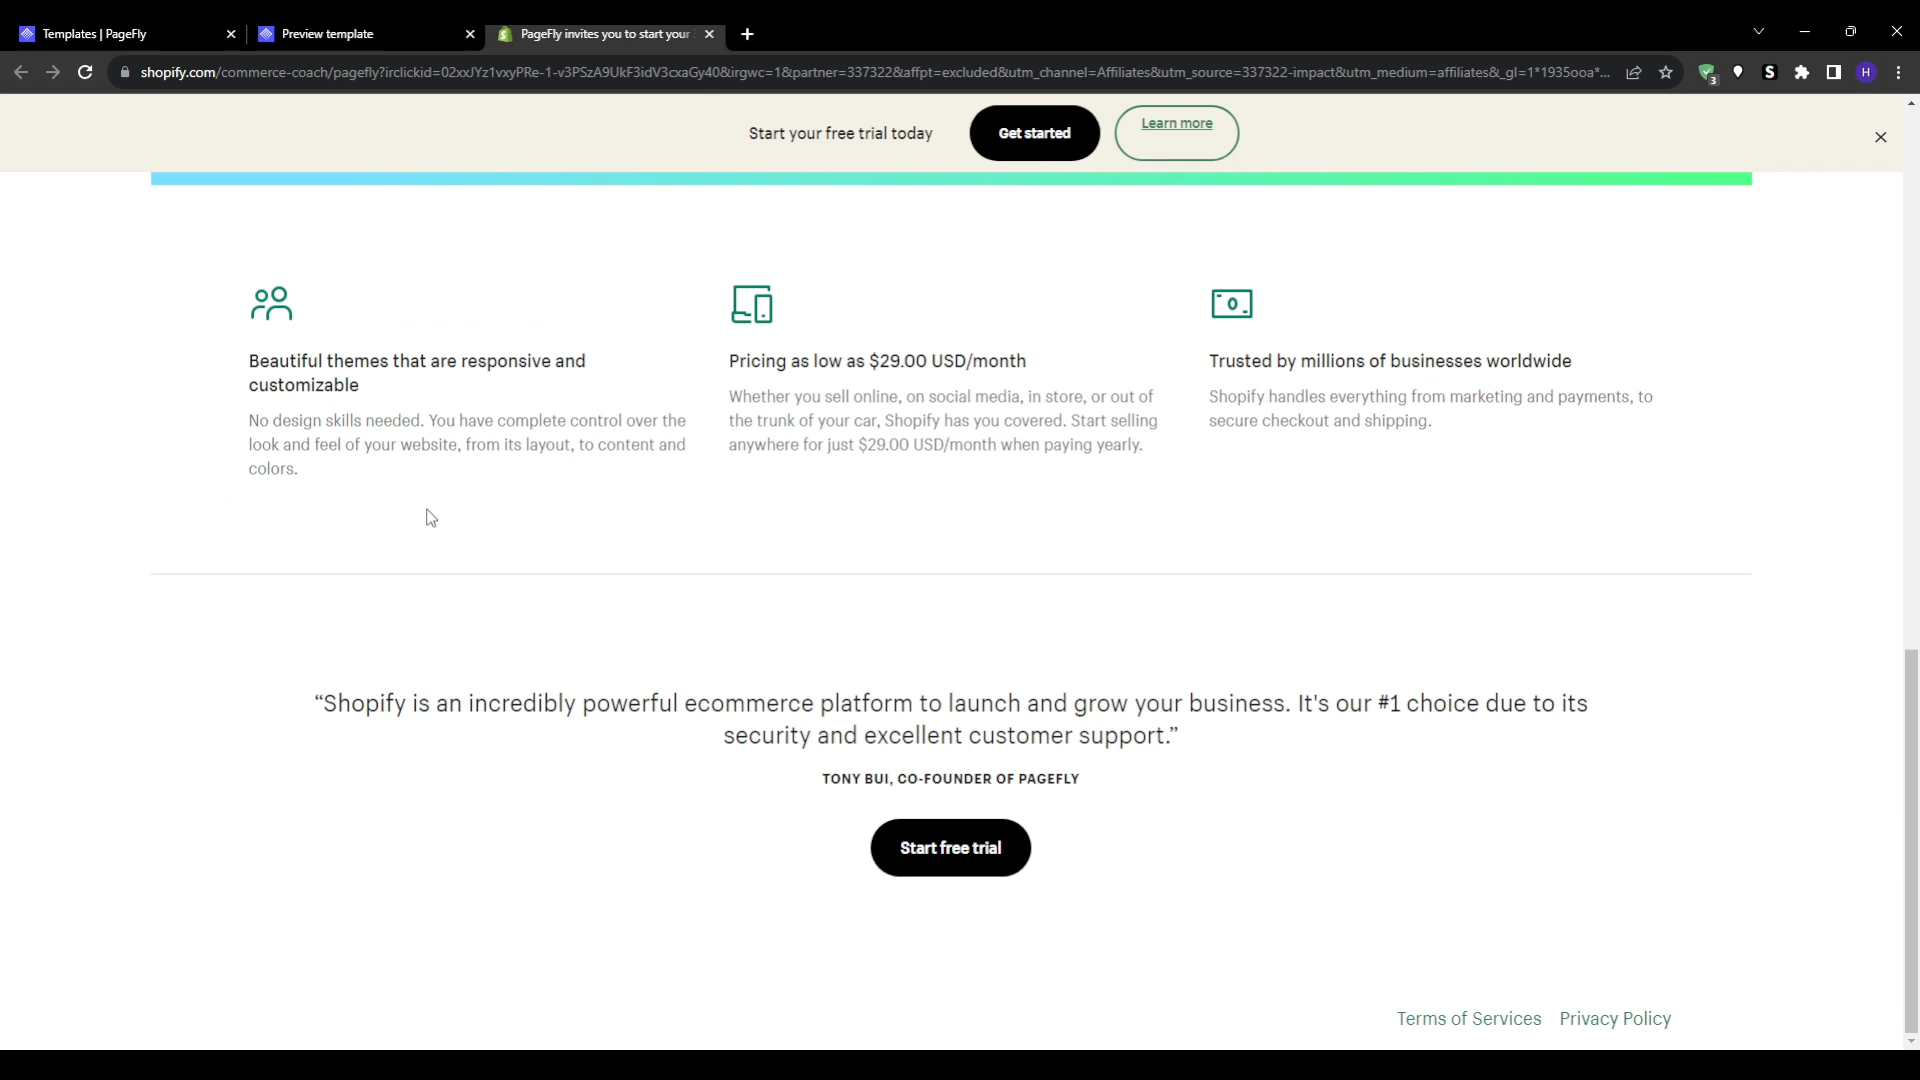 Templates | PageFly
Preview template
PageFly invites you to start your
shopify.com/commerce-coach/pagefly?irclickid=02xxJYz1vxyPRe-1-v3PSzA9UkF3idV3cxaGy40&irgwc=1&partner=337322&affpt=excluded&utm_channel=Affiliates&utm_source=337322-impact&utm_medium=affiliates&_gl=1*1935ooa*...
3
S
H
Start your free trial today
Get started
Learn more
Beautiful themes that are responsive and
customizable
No design skills needed. You have complete control over the
look and feel of your website, from its layout, to content and
colors.
Pricing as low as $29.00 USD/month
Whether you sell online, on social media, in store, or out of
the trunk of your car, Shopify has you covered. Start selling
anywhere for just $29.00 USD/month when paying yearly.
Trusted by millions of businesses worldwide
Shopify handles everything from marketing and payments, to
secure checkout and shipping.
“Shopify is an incredibly powerful ecommerce platform to launch and grow your business. It's our #1 choice due to its
security and excellent customer support.”
TONY BUI, CO-FOUNDER OF PAGEFLY
Start free trial
Terms of Services Privacy Policy